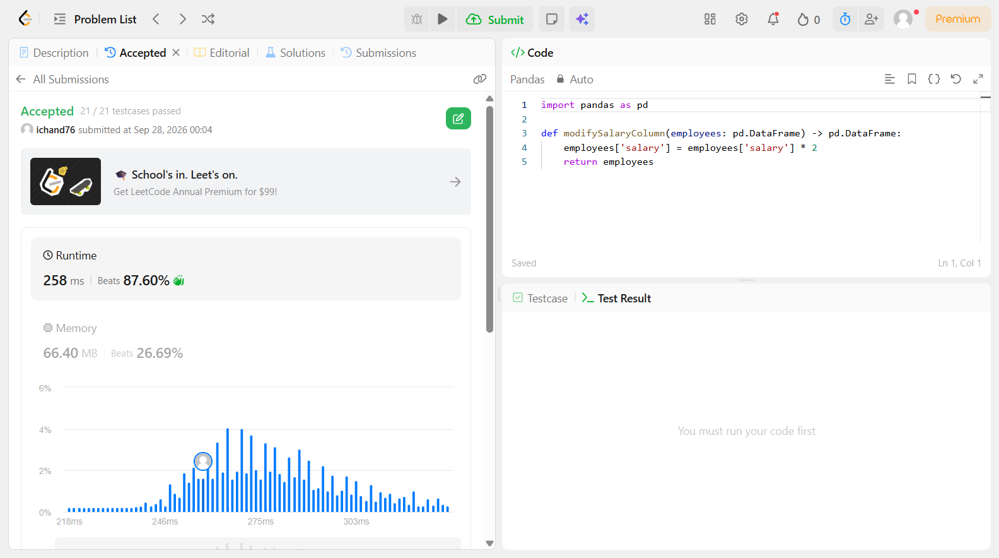 Problem List
Submit
0
Premium
Description
Accepted
Editorial
Solutions
Submissions
All Submissions
Accepted 21 / 21 testcases passed
ichand76 submitted at Sep 28, 2026 00:04
School's in. Leet's on.
Get LeetCode Annual Premium for $99!
Runtime
258 ms Beats 87.60%
Memory
66.40 MB Beats 26.69%
6%
4%
2%
0%
218ms 246ms 275ms 303ms
Code
Pandas Auto
1 import pandas as pd
2
3 def modifySalaryColumn(employees: pd.DataFrame) -> pd.DataFrame:
4     employees['salary'] = employees['salary'] * 2
5     return employees
Saved
Ln 1, Col 1
Testcase
Test Result
You must run your code first